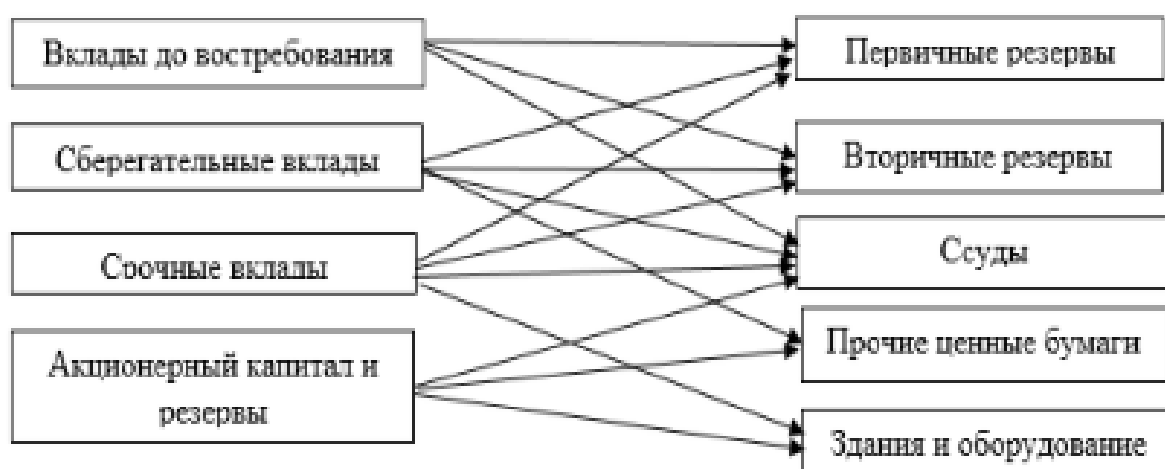 Вклады до востребования
Первичные резервы
Сберегательные вклады
Вторичные резервы
Срочные вклады
Ссуды
Акционерный капитал и
резервы
Прочие ценные бумаги
Здания и оборудование